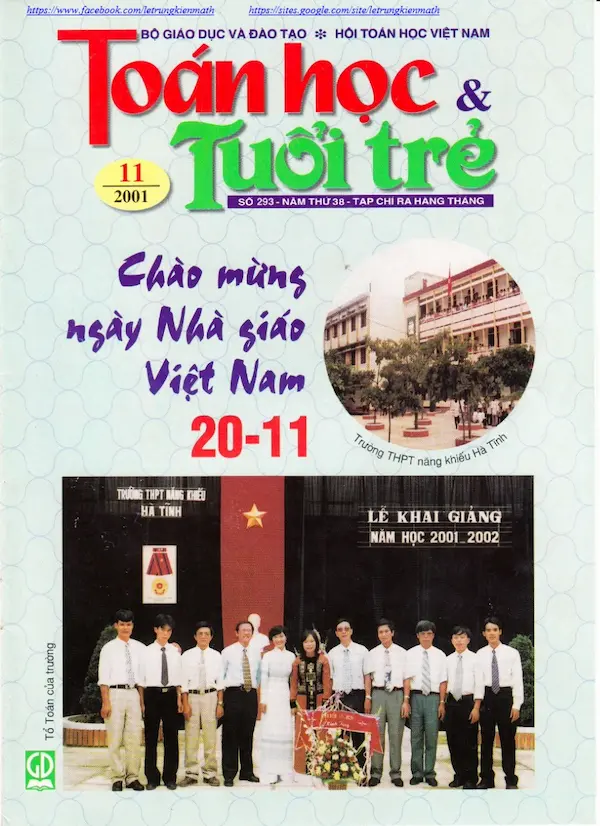 https://www.facebook.com/letrungkienmath https://sites.google.com/site/letrungkienmath
BỘ GIÁO DỤC VÀ ĐÀO TẠO * HỘI TOÁN HỌC VIỆT NAM
Toán học &
Tuổi trẻ
11
2001
SỐ 293 - NĂM THỨ 38 - TẠP CHÍ RA HÀNG THÁNG
Chào mừng
ngày Nhà giáo
Việt Nam
20-11
Trường THPT năng khiếu Hà Tĩnh
TRƯỜNG THPT NĂNG KHIẾU
HÀ TĨNH
LỄ KHAI GIẢNG
NĂM HỌC 2001_2002
Tổ Toán của trường
GD